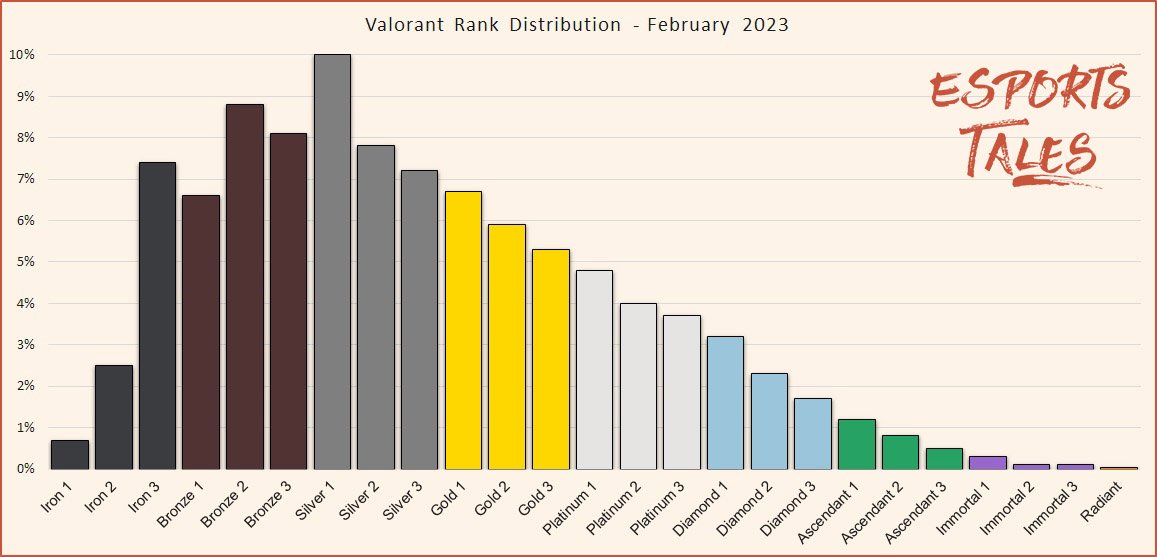 Valorant Rank Distribution - February 2023
ESPORTS
TALES
10%
9%
8%
7%
6%
5%
4%
3%
2%
1%
0%
Iron 1
Iron 2
Iron 3
Bronze 1
Bronze 2
Bronze 3
Silver 1
Silver 2
Silver 3
Gold 1
Gold 2
Gold 3
Platinum 1
Platinum 2
Platinum 3
Diamond 1
Diamond 2
Diamond 3
Ascendant 1
Ascendant 2
Ascendant 3
Immortal 1
Immortal 2
Immortal 3
Radiant